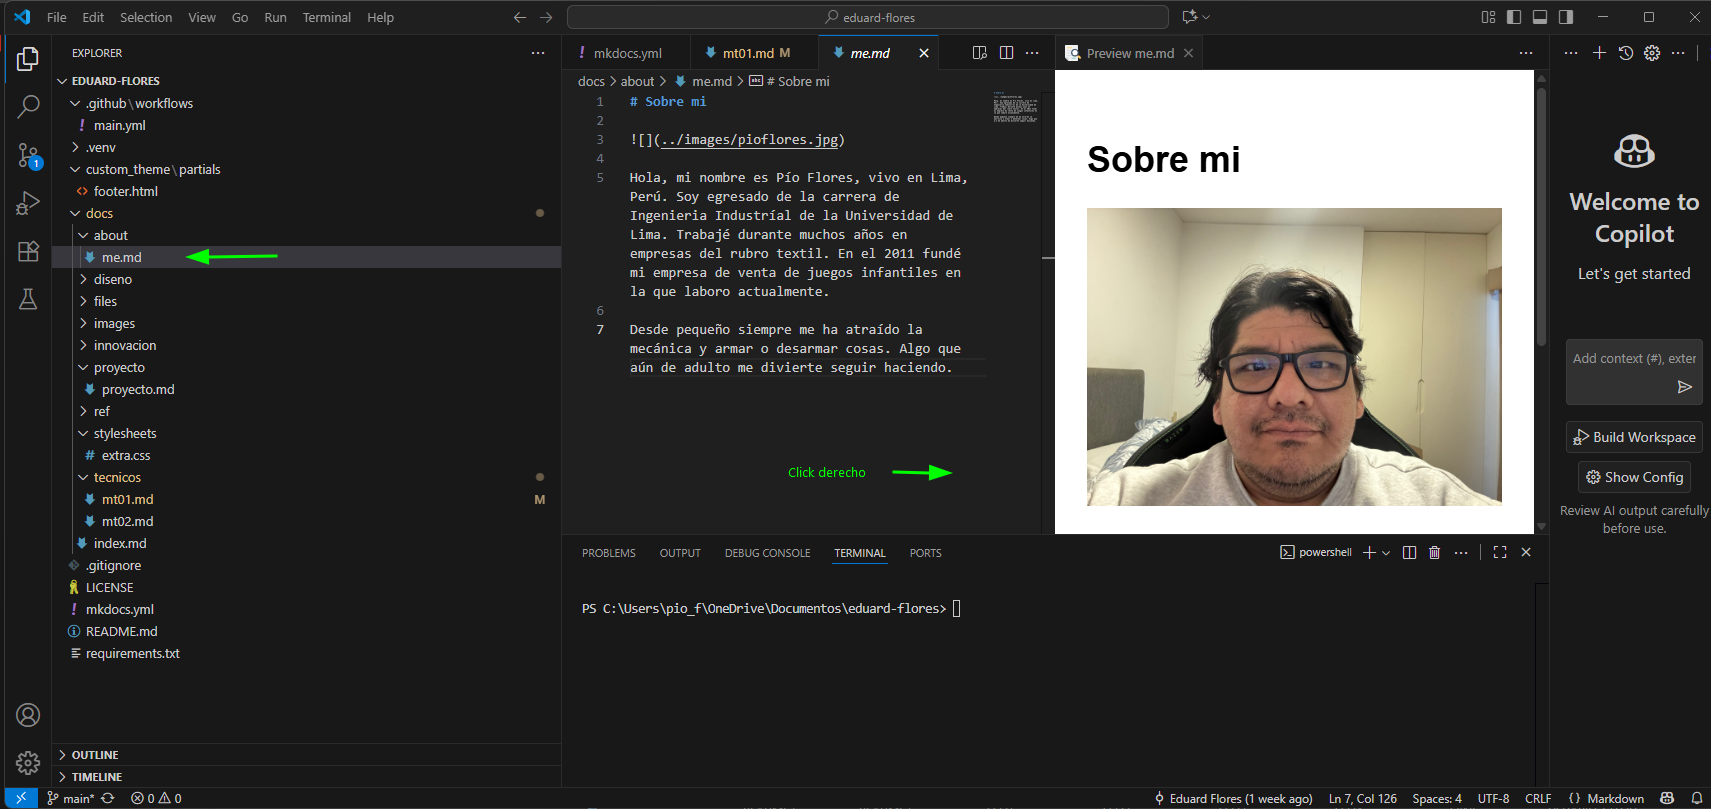 File Edit Selection View Go Run Terminal Help
eduard-flores
EXPLORER
EDUARD-FLORES
.github\workflows
main.yml
.venv
custom_theme\partials
footer.html
docs
about
me.md
diseno
files
images
innovacion
proyecto
proyecto.md
ref
stylesheets
extra.css
tecnicos
mt01.md M
mt02.md
index.md
.gitignore
LICENSE
mkdocs.yml
README.md
requirements.txt
OUTLINE
TIMELINE
1
mkdocs.yml
mt01.md M
me.md
docs > about > me.md > # Sobre mi
1 # Sobre mi
2
3 ![](../images/pioflores.jpg)
4
5 Hola, mi nombre es Pío Flores, vivo en Lima,
Perú. Soy egresado de la carrera de
Ingenieria Industríal de la Universidad de
Lima. Trabajé durante muchos años en
empresas del rubro textil. En el 2011 fundé
mi empresa de venta de juegos infantiles en
la que laboro actualmente.
6
7 Desde pequeño siempre me ha atraído la
mecánica y armar o desarmar cosas. Algo que
aún de adulto me divierte seguir haciendo.
Click derecho
Preview me.md
Sobre mi
Welcome to
Copilot
Let's get started
Add context (#), exter
Build Workspace
Show Config
Review AI output carefully
before use.
PROBLEMS OUTPUT DEBUG CONSOLE TERMINAL PORTS
powershell
PS C:\Users\pio_f\OneDrive\Documentos\eduard-flores>
main* 0 0
Eduard Flores (1 week ago) Ln 7, Col 126 Spaces: 4 UTF-8 CRLF {} Markdown